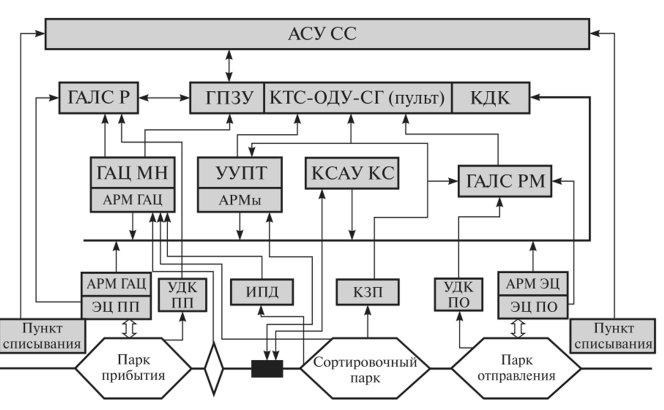 АСУ СС
ГАЛС Р
ГПЗУ
КТС-ОДУ-СГ (пульт)
КДК
ГАЦ МН
АРМ ГАЦ
УУПТ
АРМы
КСАУ КС
ГАЛС РМ
АРМ ГАЦ
ЭЦ ПП
УДК
ПП
ИПД
КЗП
УДК
ПО
АРМ ЭЦ
ЭЦ ПО
Пункт
списывания
Парк
прибытия
Сортировочный
парк
Парк
отправления
Пункт
списывания